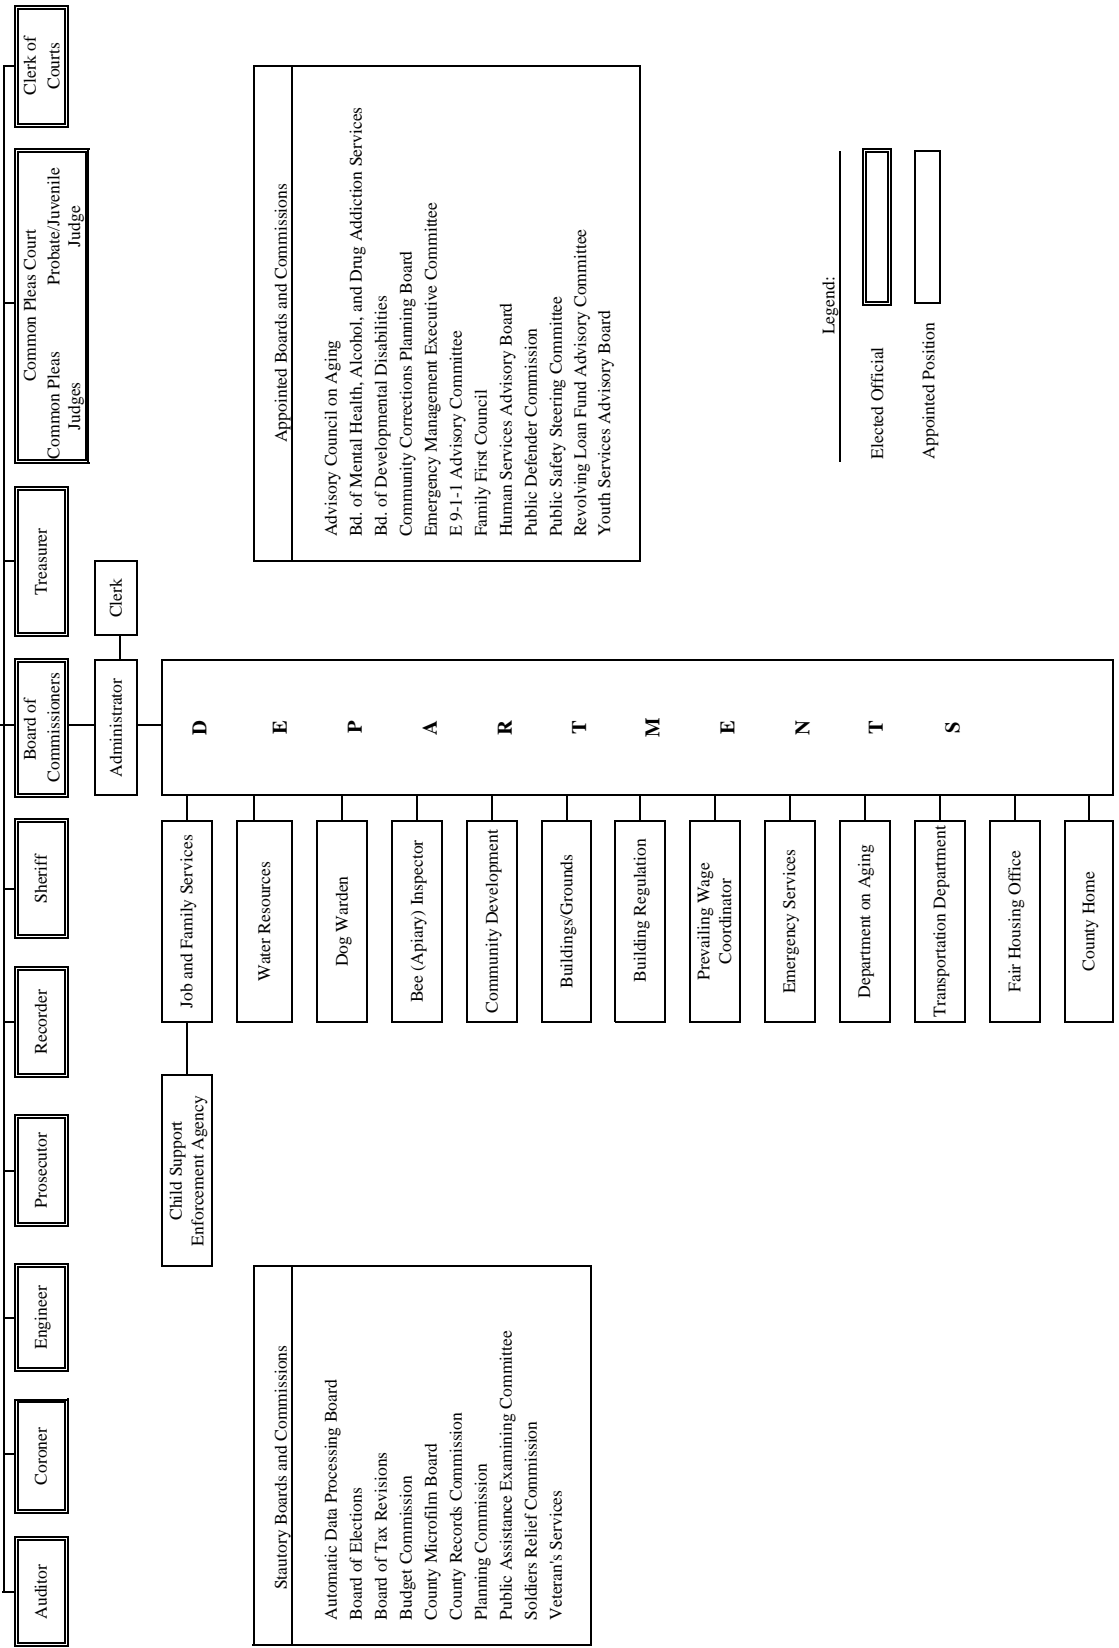 Auditor
Coroner
Engineer
Prosecutor
Recorder
Sheriff
Board of
Commissioners
Treasurer
Common Pleas Court
Common Pleas Probate/Juvenile
Judges Judge
Clerk of
Courts
Administrator
Clerk
Child Support
Enforcement Agency
Job and Family Services
Water Resources
Dog Warden
Bee (Apiary) Inspector
Community Development
Buildings/Grounds
Building Regulation
Prevailing Wage
Coordinator
Emergency Services
Department on Aging
Transportation Department
Fair Housing Office
County Home
D
E
P
A
R
T
M
E
N
T
S
Stautory Boards and Commissions
Automatic Data Processing Board
Board of Elections
Board of Tax Revisions
Budget Commission
County Microfilm Board
County Records Commission
Planning Commission
Public Assistance Examining Committee
Soldiers Relief Commission
Veteran's Services
Appointed Boards and Commissions
Advisory Council on Aging
Bd. of Mental Health, Alcohol, and Drug Addiction Services
Bd. of Developmental Disabilities
Community Corrections Planning Board
Emergency Management Executive Committee
E 9-1-1 Advisory Committee
Family First Council
Human Services Advisory Board
Public Defender Commission
Public Safety Steering Committee
Revolving Loan Fund Advisory Committee
Youth Services Advisory Board
Legend:
Elected Official
Appointed Position